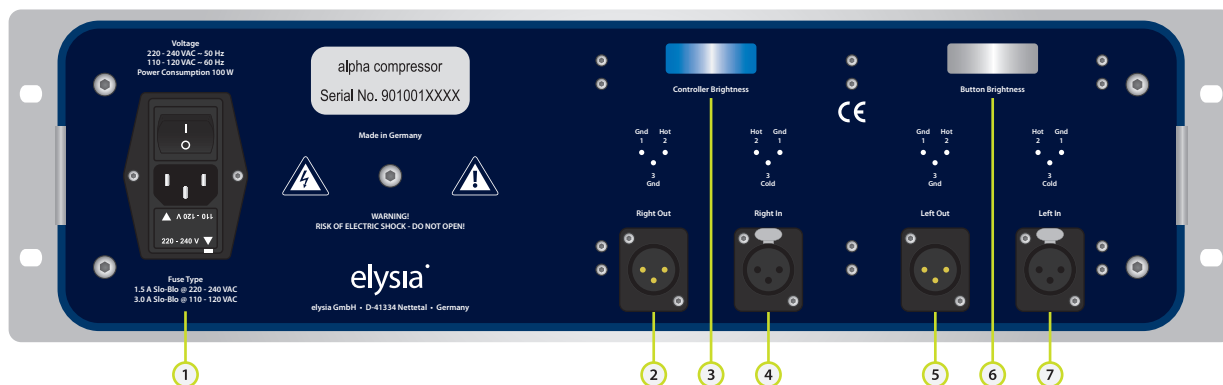 Voltage
220 - 240 VAC ~ 50 Hz
110 - 120 VAC ~ 60 Hz
Power Consumption 100 W
I
O
110 - 120 V
220 - 240 V
Fuse Type
1.5 A Slo-Blo @ 220 - 240 VAC
3.0 A Slo-Blo @ 110 - 120 VAC
alpha compressor
Serial No. 901001XXXX
Made in Germany
WARNING!
RISK OF ELECTRIC SHOCK - DO NOT OPEN!
elysia
elysia GmbH • D-41334 Nettetal • Germany
Controller Brightness
Button Brightness
CE
Gnd Hot
1 2
3
Gnd
Hot Gnd
2 1
3
Cold
Gnd Hot
1 2
3
Gnd
Hot Gnd
2 1
3
Cold
Right Out
Right In
Left Out
Left In
1
2
3
4
5
6
7